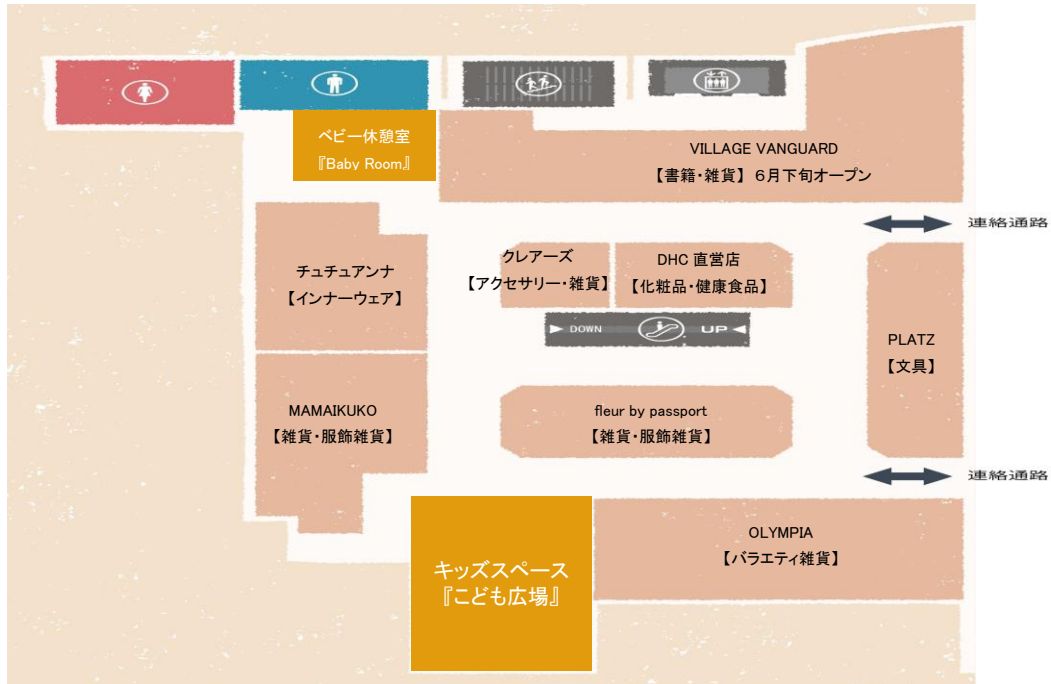 ベビー休憩室
『Baby Room』
VILLAGE VANGUARD
【書籍・雑貨】 6月下旬オープン
連絡通路
チュチュアンナ
【インナーウェア】
クレアーズ
【アクセサリー・雑貨】
DHC 直営店
【化粧品・健康食品】
DOWN
UP
PLATZ
【文具】
MAMAIKUKO
【雑貨・服飾雑貨】
fleur by passport
【雑貨・服飾雑貨】
連絡通路
キッズスペース
『こども広場』
OLYMPIA
【バラエティ雑貨】